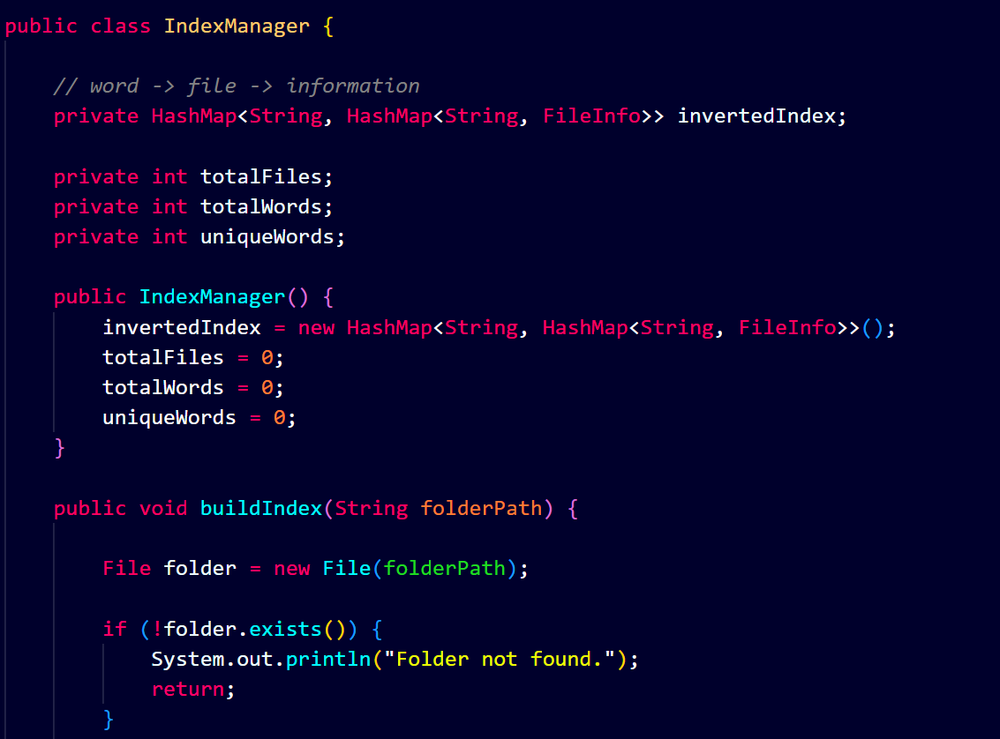 public class IndexManager {
// word -> file -> information
private HashMap<String, HashMap<String, FileInfo>> invertedIndex;
private int totalFiles;
private int totalWords;
private int uniqueWords;
public IndexManager() {
invertedIndex = new HashMap<String, HashMap<String, FileInfo>>();
totalFiles = 0;
totalWords = 0;
uniqueWords = 0;
}
public void buildIndex(String folderPath) {
File folder = new File(folderPath);
if (!folder.exists()) {
System.out.println("Folder not found.");
return;
}